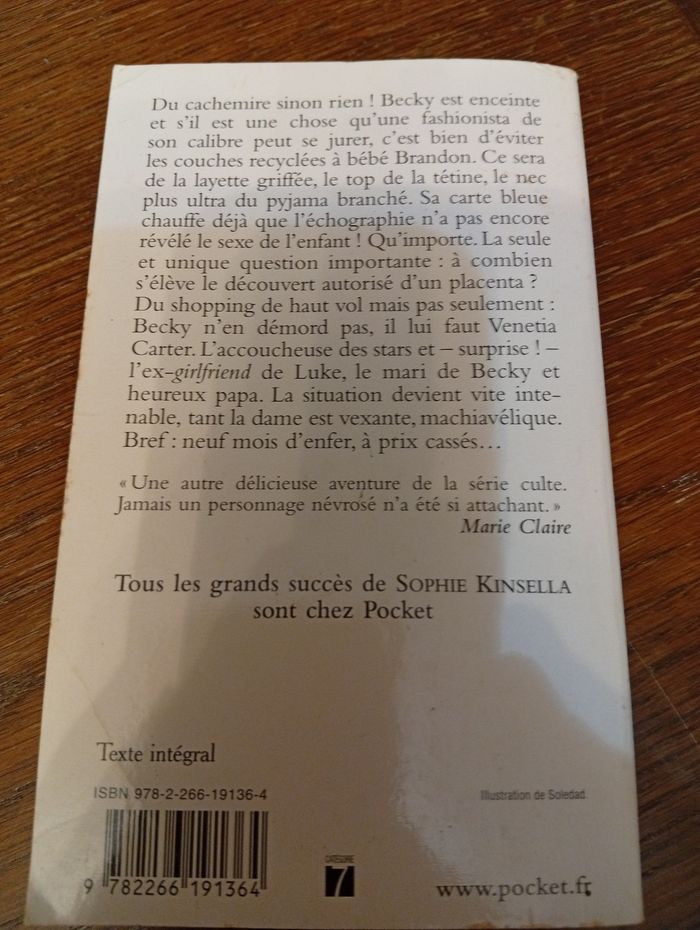 Du cachemire sinon rien ! Becky est enceinte
et s'il est une chose qu'une fashionista de
son calibre peut se jurer, c'est bien d'éviter
les couches recyclées à bébé Brandon. Ce sera
de la layette griffée, le top de la tétine, le nec
plus ultra du pyjama branché. Sa carte bleue
chauffe déjà que l'échographie n'a pas encore
révélé le sexe de l'enfant ! Qu'importe. La seule
et unique question importante : à combien
s'élève le découvert autorisé d'un placenta ?
Du shopping de haut vol mais pas seulement :
Becky n'en démord pas, il lui faut Venetia
Carter. L'accoucheuse des stars et – surprise ! –
l'ex-girlfriend de Luke, le mari de Becky et
heureux papa. La situation devient vite inte-
nable, tant la dame est vexante, machiavélique.
Bref : neuf mois d'enfer, à prix cassés…
« Une autre délicieuse aventure de la série culte.
Jamais un personnage névrosé n'a été si attachant. »
Marie Claire
Tous les grands succès de SOPHIE KINSELLA
sont chez Pocket
Texte intégral
ISBN 978-2-266-19136-4
Illustration de Soledad
9 782266 191364
CATÉGORIE
7
www.pocket.fr